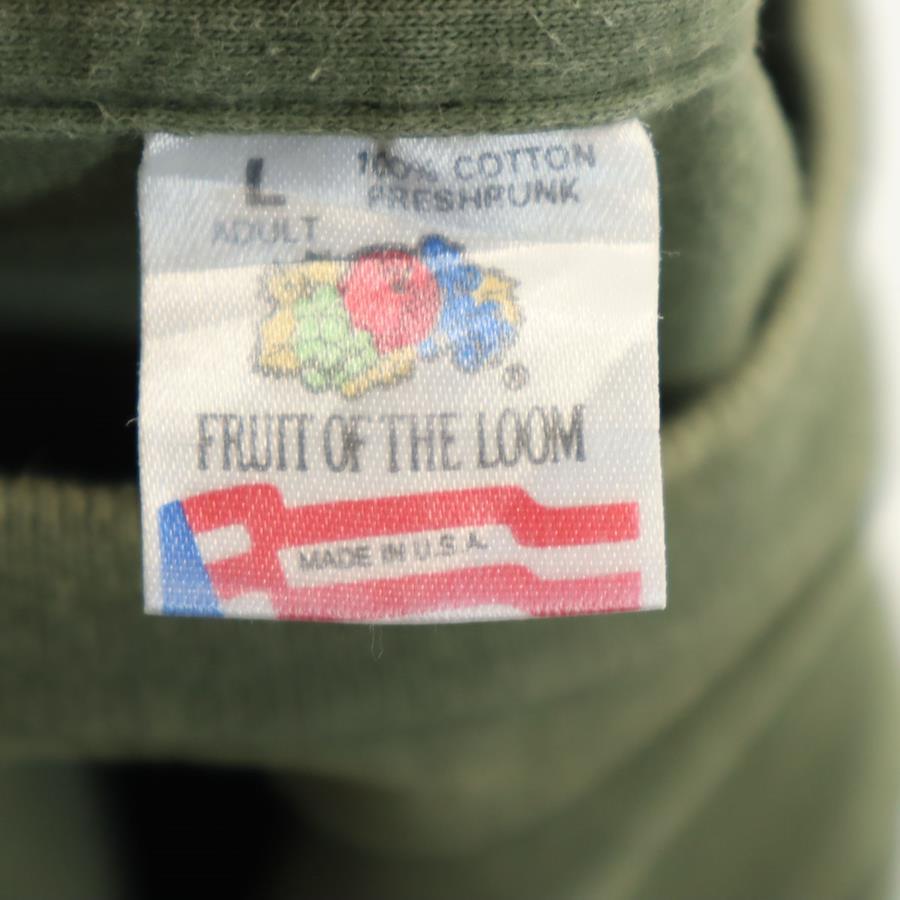 L
100% COTTON
PRESHRUNK
ADULT
®
FRUIT OF THE LOOM
MADE IN U.S.A.